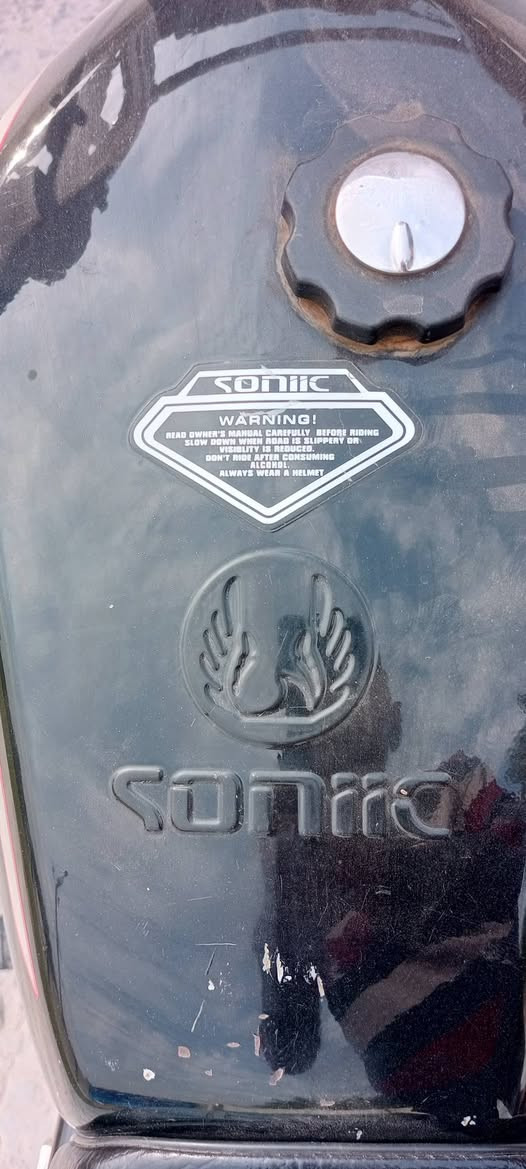 SONIIC
WARNING!
READ OWNER'S MANUAL CAREFULLY BEFORE RIDING
SLOW DOWN WHEN ROAD IS SLIPPERY OR
VISIBLITY IS REDUCED.
DON'T RIDE AFTER CONSUMING
ALCOHOL.
ALWAYS WEAR A HELMET
SONIIC